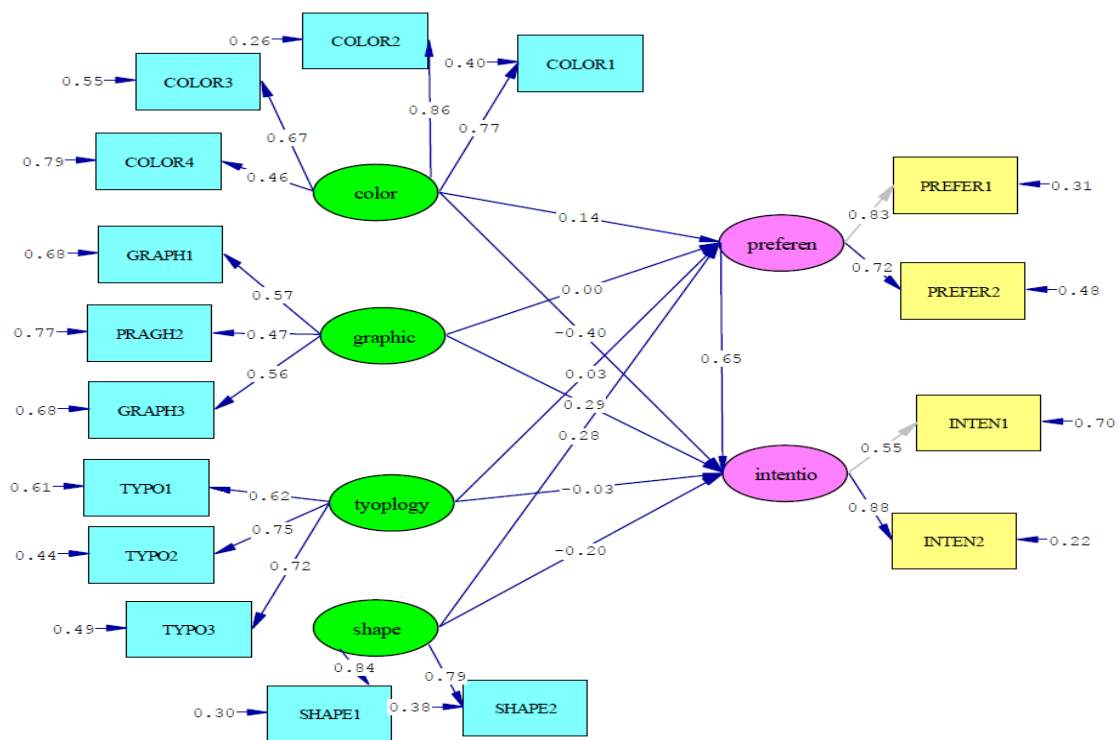 0.26
COLOR2
0.40
COLOR1
0.55
COLOR3
0.86
0.77
0.67
0.79
COLOR4
0.46
color
PREFER1
0.31
0.14
0.83
0.68
GRAPH1
preferen
0.72
PREFER2
0.48
0.57
0.00
0.77
PRAGH2
0.47
graphic
-0.40
0.65
0.56
0.03
0.68
GRAPH3
0.29
INTEN1
0.70
0.28
0.55
0.61
TYPO1
0.62
tyoplogy
-0.03
intentio
0.75
0.88
0.44
TYPO2
INTEN2
0.22
0.72
-0.20
0.49
TYPO3
shape
0.84
0.79
0.30
SHAPE1
0.38
SHAPE2